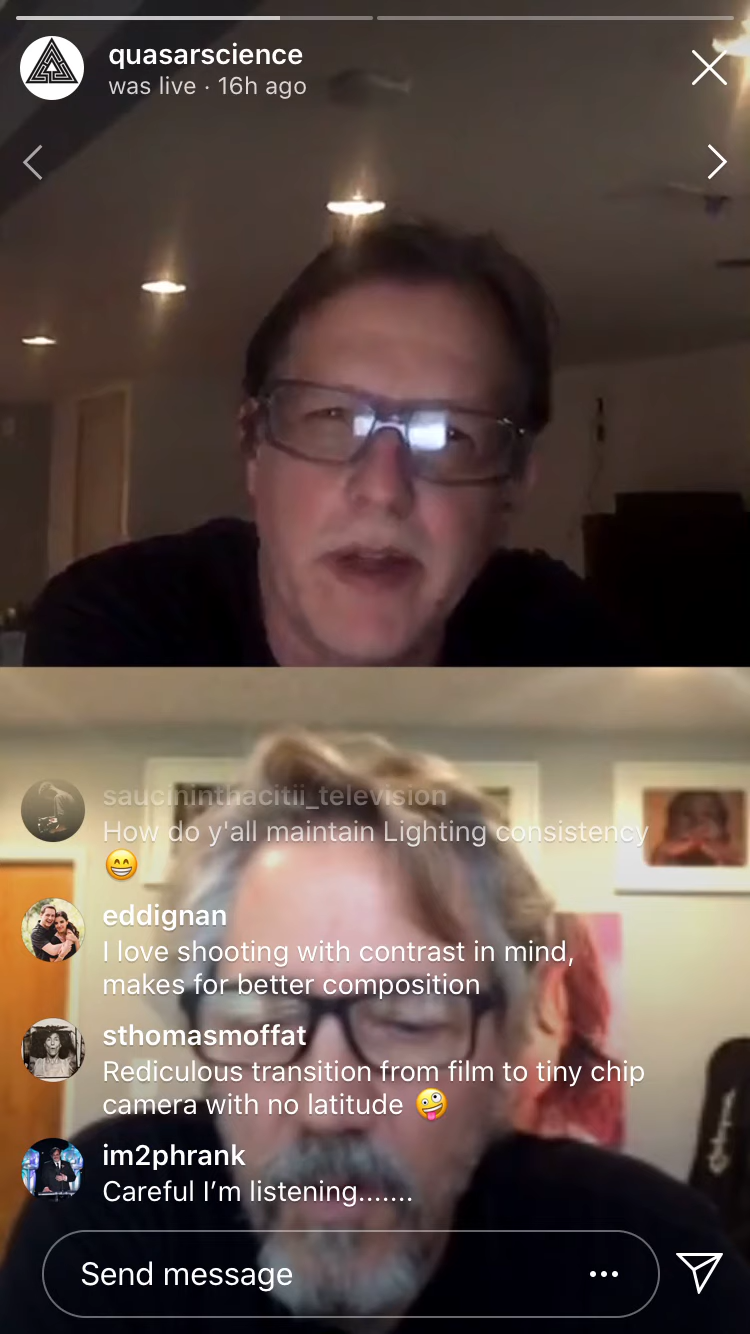 quasarscience
was live · 16h ago
saucininthacitii_television
How do y'all maintain Lighting consistency
😁
eddignan
I love shooting with contrast in mind,
makes for better composition
sthomasmoffat
Rediculous transition from film to tiny chip
camera with no latitude 🤪
im2phrank
Careful I’m listening.......
Send message